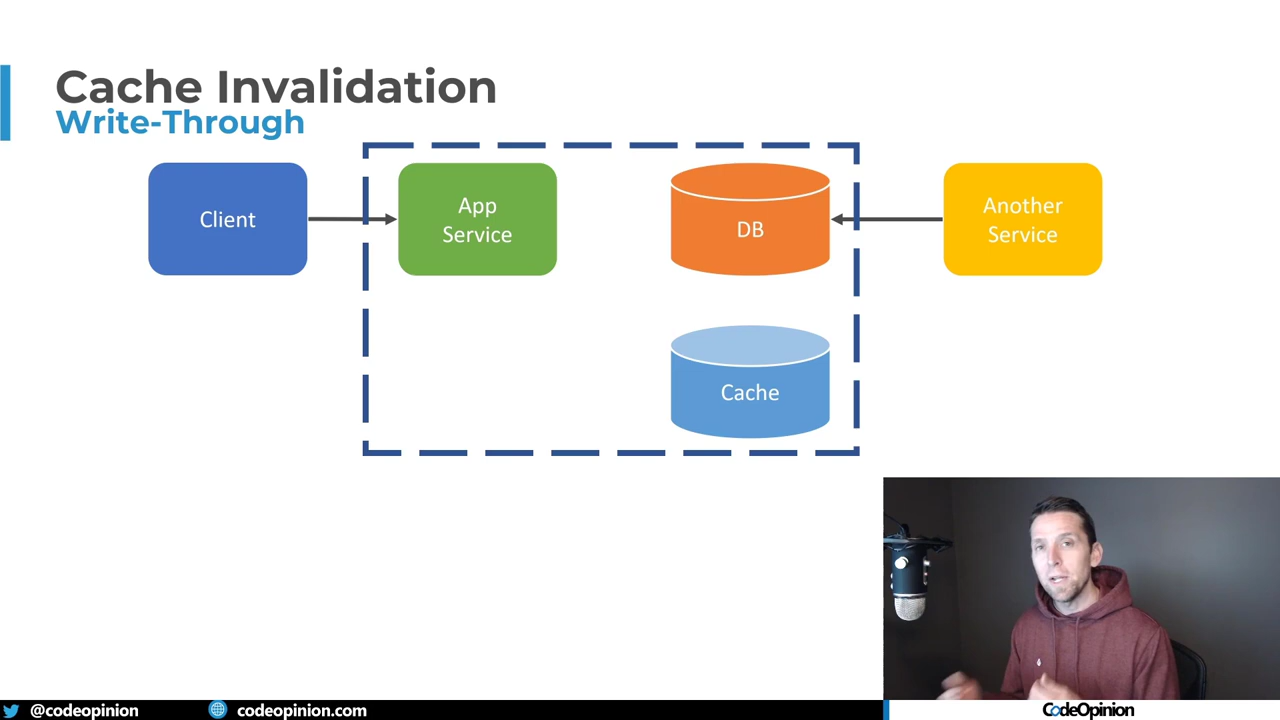 Cache Invalidation
Write-Through
Client
App
Service
DB
Another
Service
Cache
@codeopinion
codeopinion.com
CodeOpinion